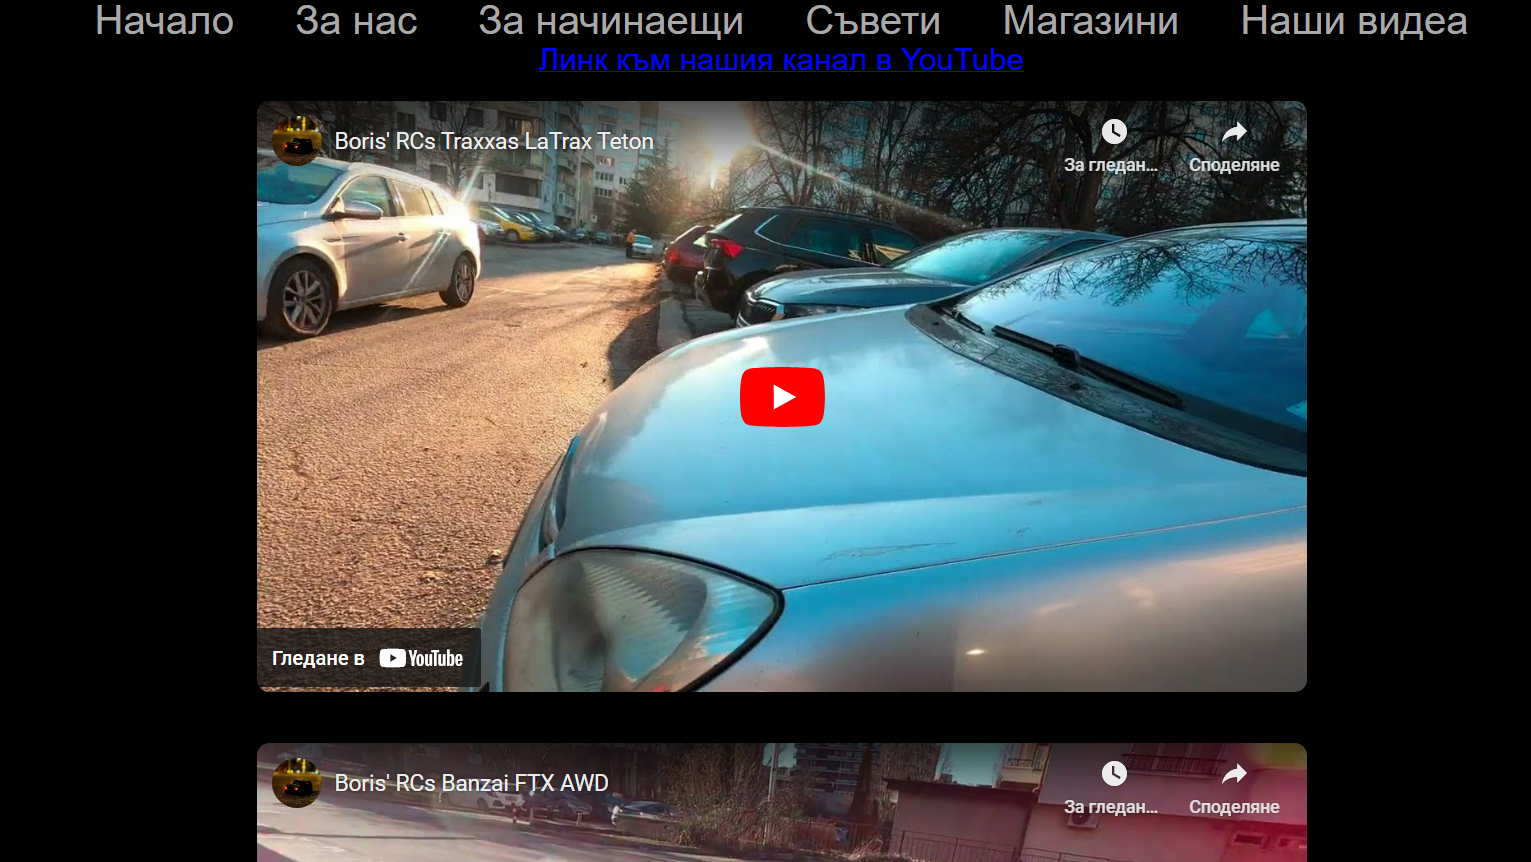 Начало За нас За начинаещи Съвети Магазини Наши видеа
Линк към нашия канал в YouTube
Boris' RCs Traxxas LaTrax Teton
За гледан... Споделяне
Гледане в YouTube
Boris' RCs Banzai FTX AWD
За гледан... Споделяне